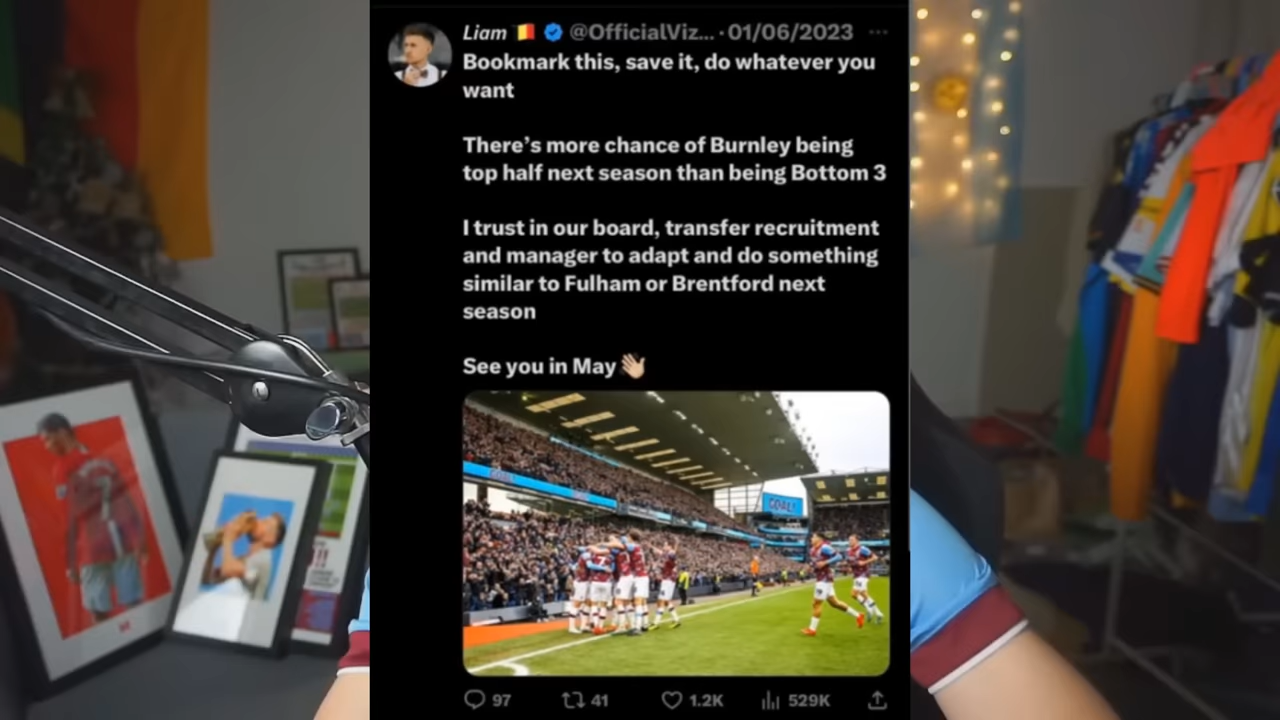 Liam @OfficialViz... · 01/06/2023 ···
Bookmark this, save it, do whatever you
want
There's more chance of Burnley being
top half next season than being Bottom 3
I trust in our board, transfer recruitment
and manager to adapt and do something
similar to Fulham or Brentford next
season
See you in May 👋🏼
GOAL!
97 41 1.2K 529K